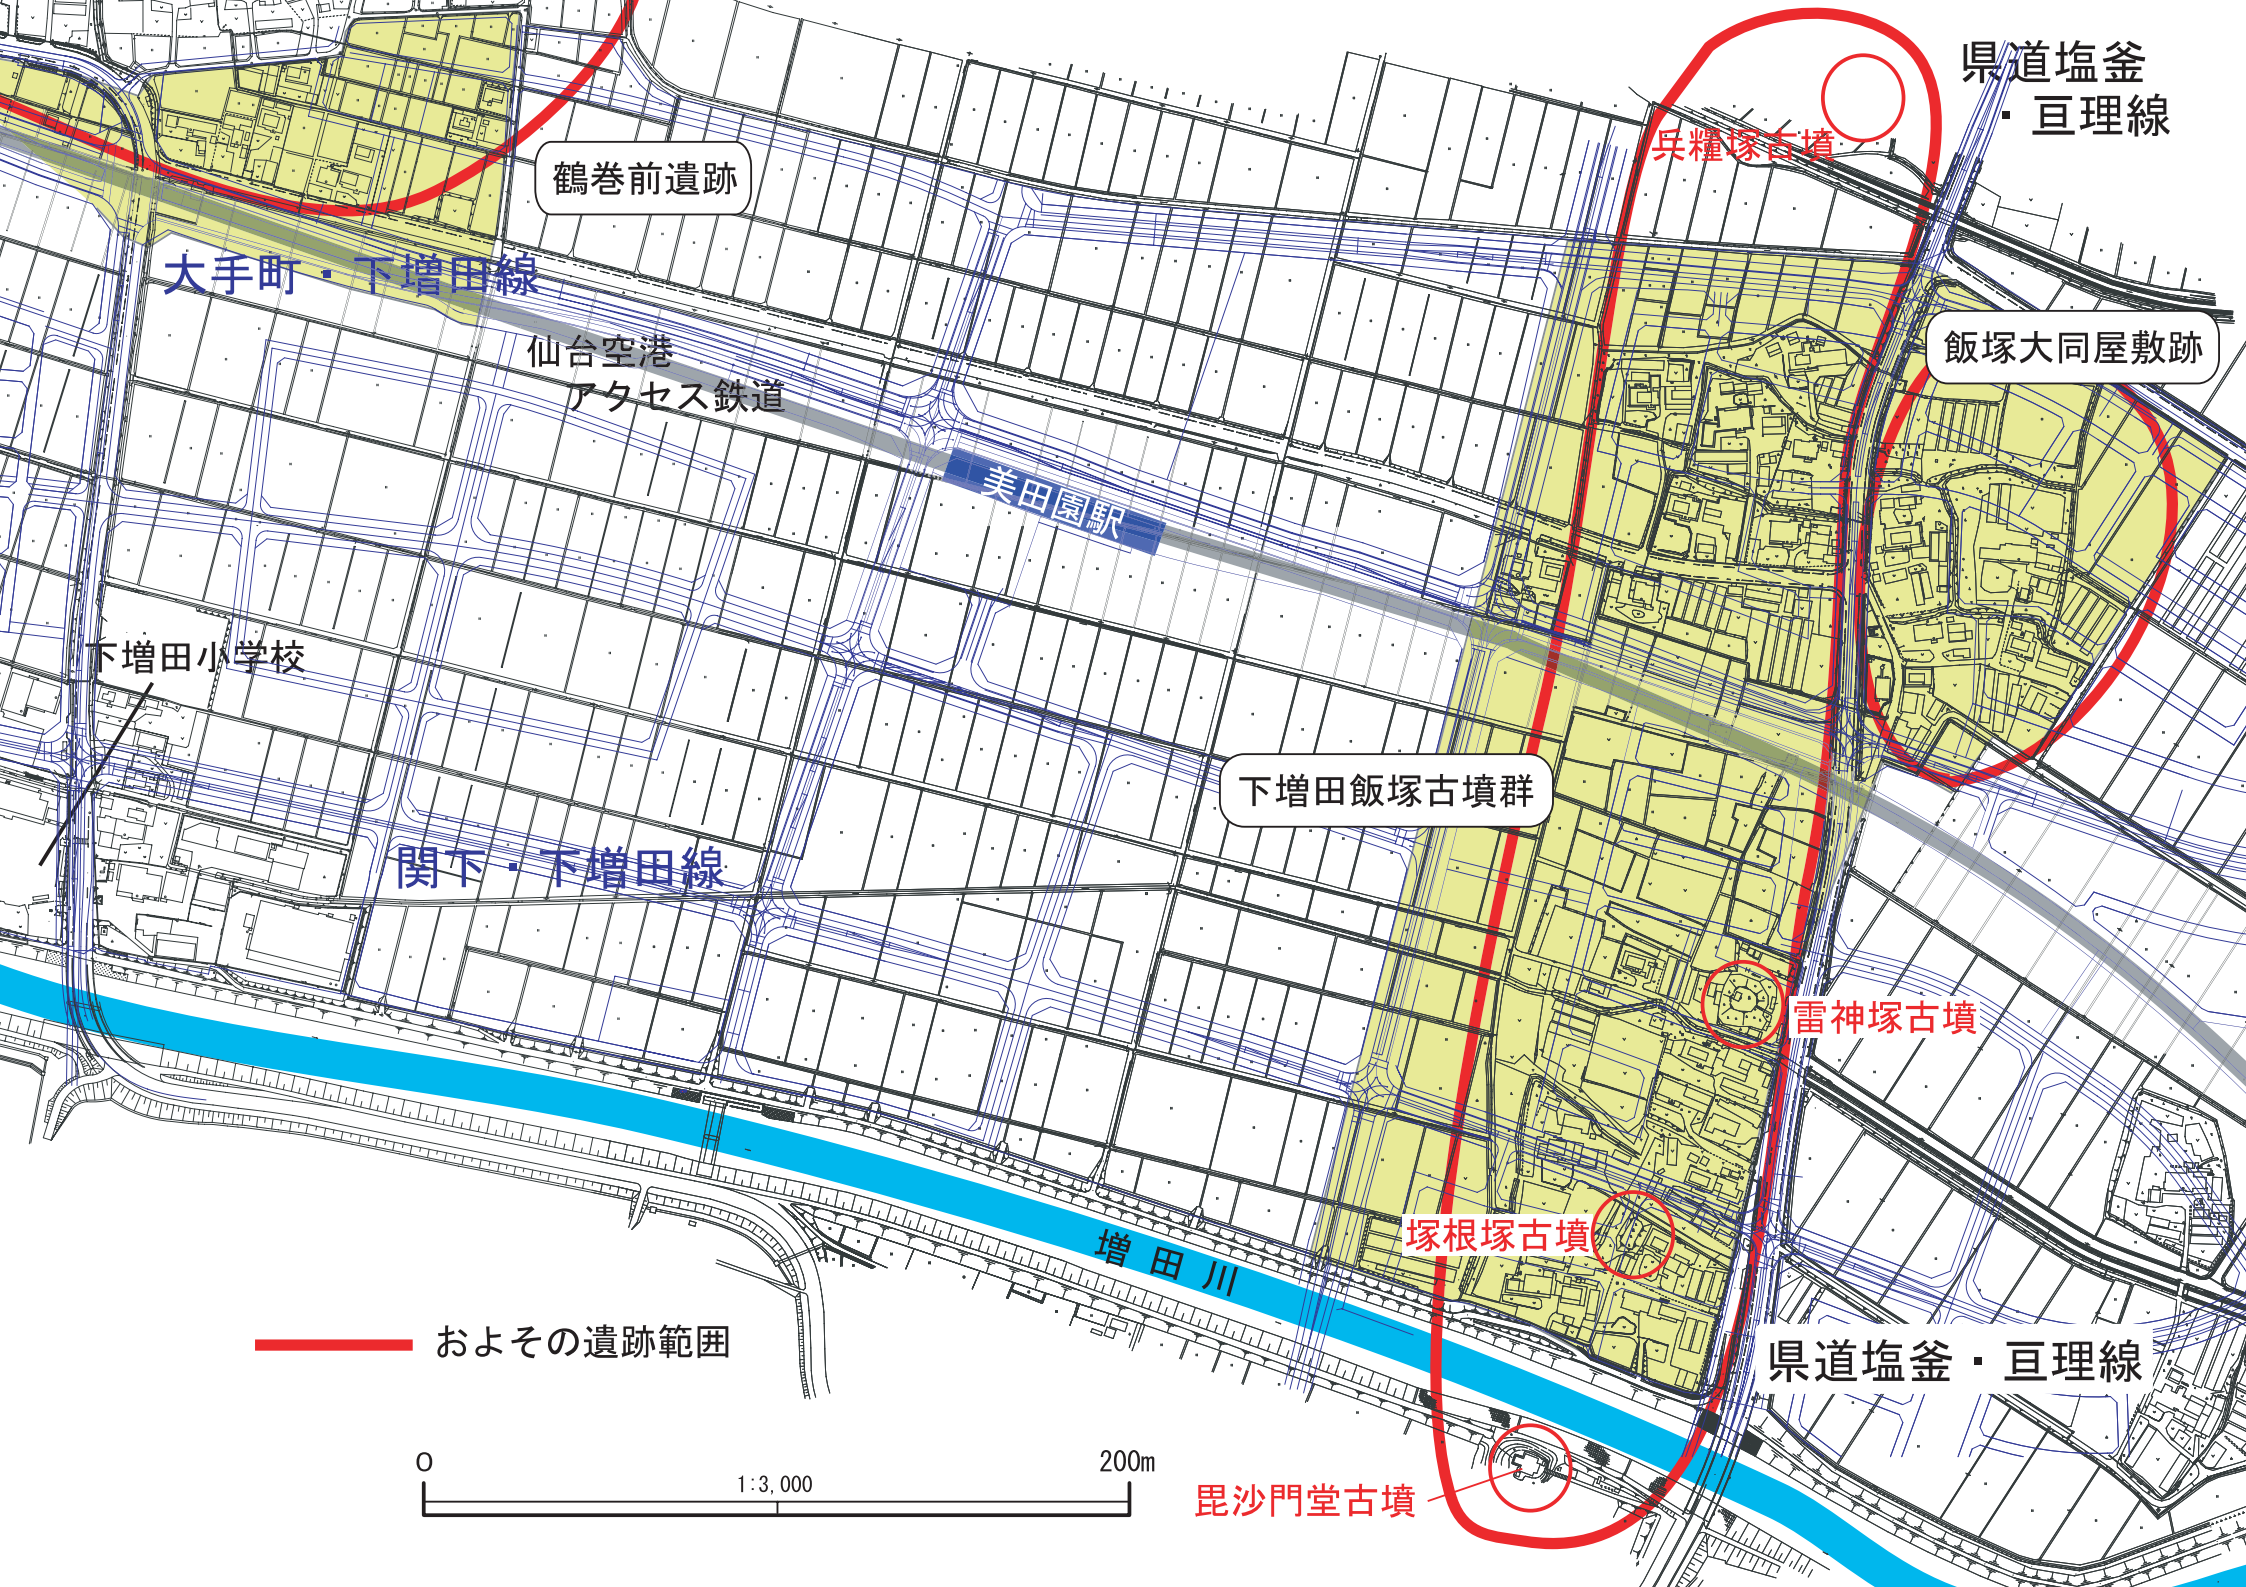 県道塩釜
・亘理線
兵糧塚古墳
鶴巻前遺跡
大手町・下増田線
飯塚大同屋敷跡
仙台空港
アクセス鉄道
美田園駅
下増田小学校
下増田飯塚古墳群
関下・下増田線
雷神塚古墳
塚根塚古墳
増田川
およその遺跡範囲
県道塩釜・亘理線
0
1:3,000
200m
毘沙門堂古墳